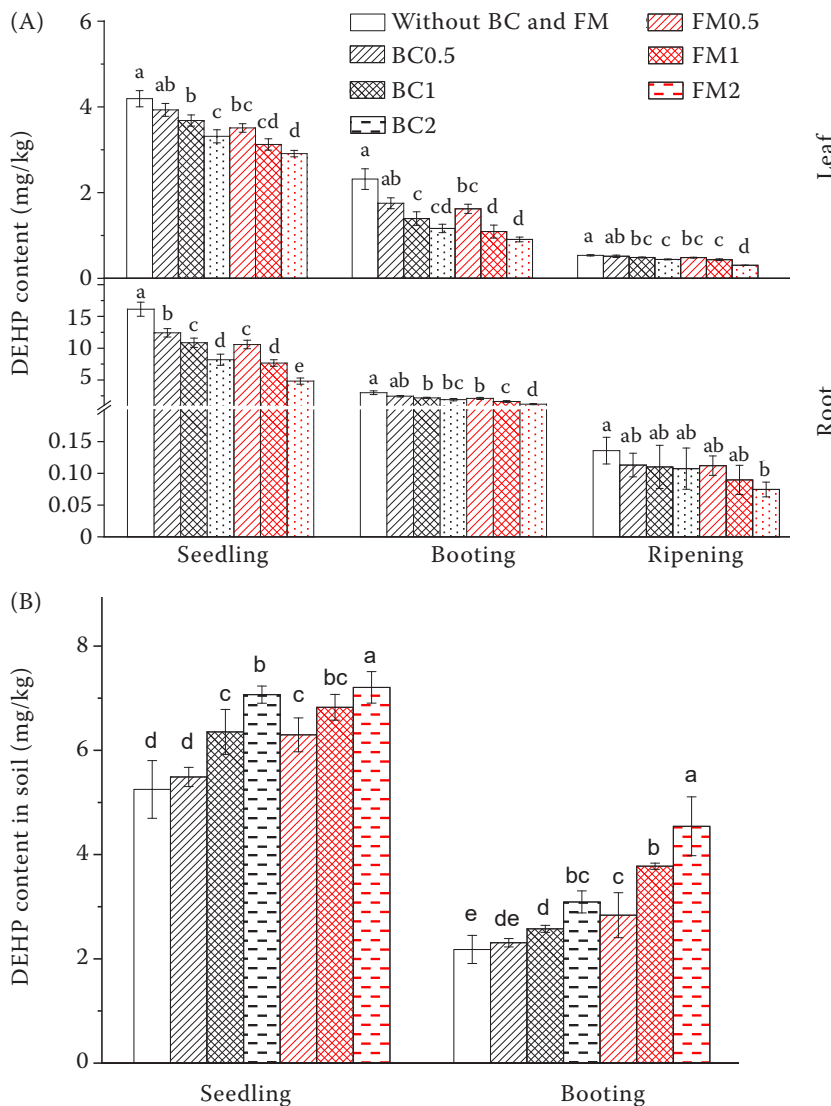 (A)
Without BC and FM
BC0.5
BC1
BC2
FM0.5
FM1
FM2
DEHP content (mg/kg)
6
4
2
0
a ab b c bc cd d
a ab c cd bc d d
a ab bc c bc c d
Leaf
15
10
5
0.15
0.10
0.05
0
a b c d c d e
a ab b bc b c d
a ab ab ab ab ab b
Root
Seedling Booting Ripening
(B)
DEHP content in soil (mg/kg)
8
6
4
2
0
d d c b c bc a
e de d bc c b a
Seedling Booting